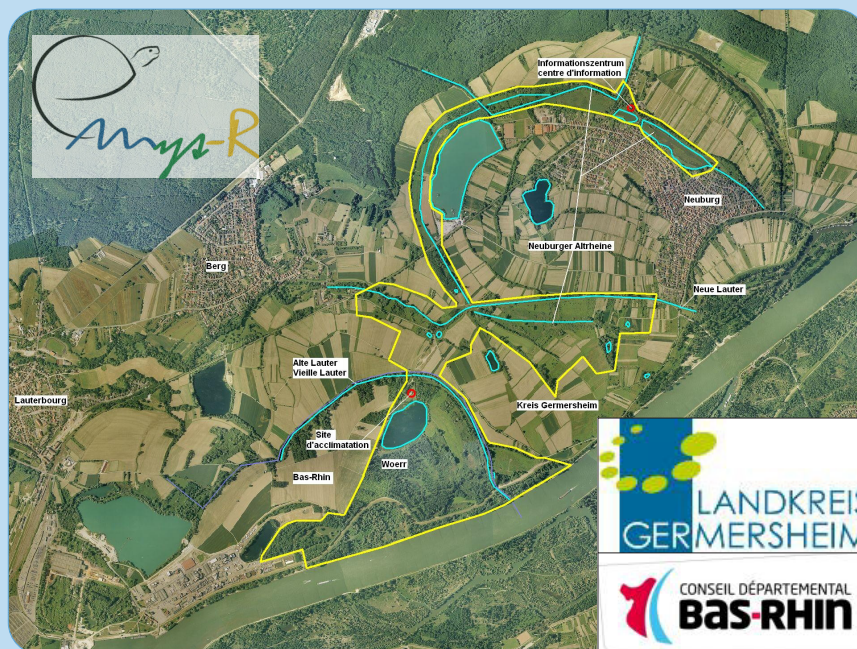 Emys-R
Informationszentrum
centre d'information
Neuburg
Berg
Neuburger Altrheine
Neue Lauter
Alte Lauter
Vieille Lauter
Lauterbourg
Kreis Germersheim
Site
d'acclimatation
Woerr
Bas-Rhin
LANDKREIS
GERMERSHEIM
CONSEIL DÉPARTEMENTAL
BAS-RHIN